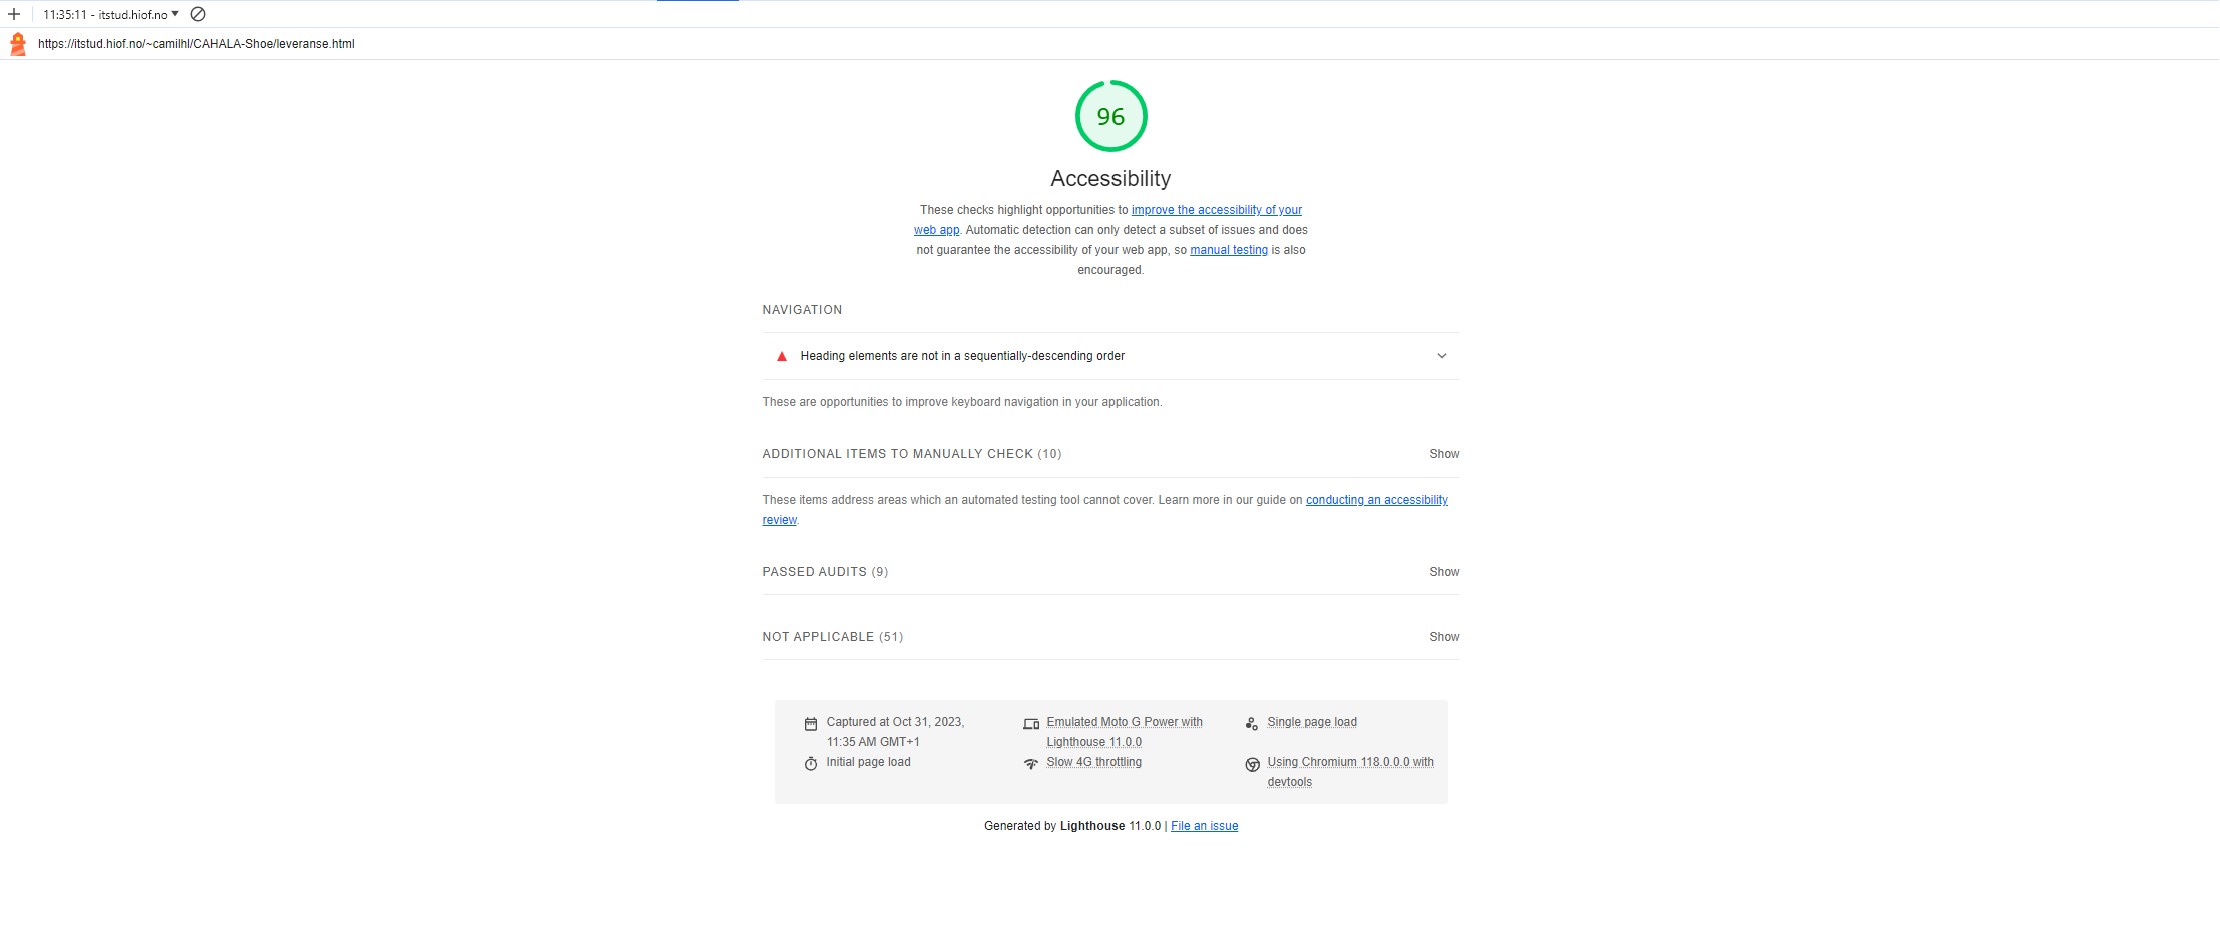 11:35:11 - itstud.hiof.no
https://itstud.hiof.no/~camilhl/CAHALA-Shoe/leveranse.html
96
Accessibility
These checks highlight opportunities to improve the accessibility of your
web app. Automatic detection can only detect a subset of issues and does
not guarantee the accessibility of your web app, so manual testing is also
encouraged.
NAVIGATION
Heading elements are not in a sequentially-descending order
These are opportunities to improve keyboard navigation in your application.
ADDITIONAL ITEMS TO MANUALLY CHECK (10) Show
These items address areas which an automated testing tool cannot cover. Learn more in our guide on conducting an accessibility
review.
PASSED AUDITS (9) Show
NOT APPLICABLE (51) Show
Captured at Oct 31, 2023,
11:35 AM GMT+1
Emulated Moto G Power with
Lighthouse 11.0.0
Single page load
Initial page load
Slow 4G throttling
Using Chromium 118.0.0.0 with
devtools
Generated by Lighthouse 11.0.0 | File an issue